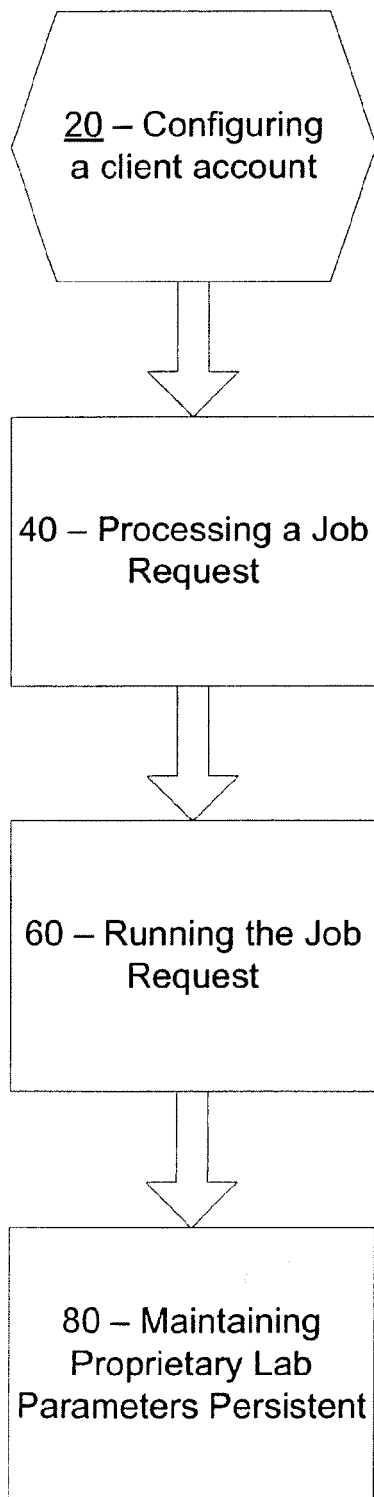 20 – Configuring
a client account
40 – Processing a Job
Request
60 – Running the Job
Request
80 – Maintaining
Proprietary Lab
Parameters Persistent